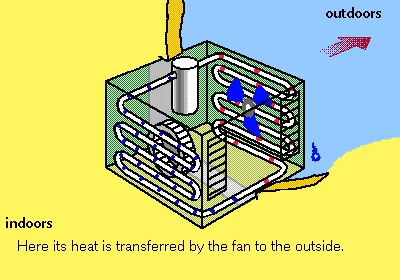 outdoors
indoors
Here its heat is transferred by the fan to the outside.